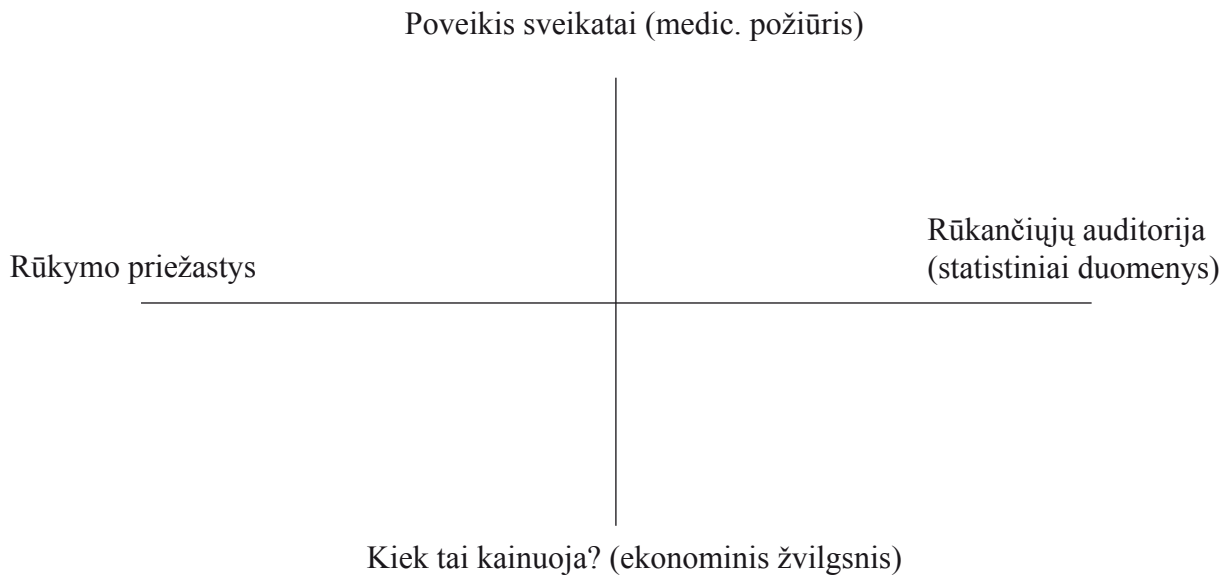 Poveikis sveikatai (medic. požiūris)
Rūkymo priežastys
Rūkančiųjų auditorija
(statistiniai duomenys)
Kiek tai kainuoja? (ekonominis žvilgsnis)